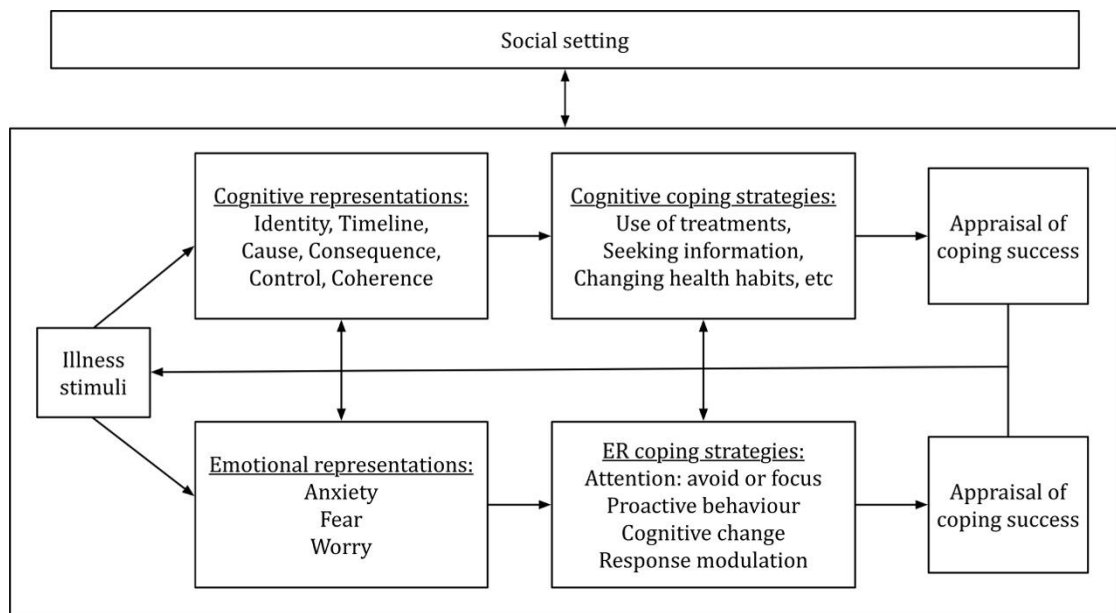 Social setting
Cognitive representations:
Identity, Timeline,
Cause, Consequence,
Control, Coherence
Cognitive coping strategies:
Use of treatments,
Seeking information,
Changing health habits, etc
Appraisal of
coping success
Illness
stimuli
Emotional representations:
Anxiety
Fear
Worry
ER coping strategies:
Attention: avoid or focus
Proactive behaviour
Cognitive change
Response modulation
Appraisal of
coping success